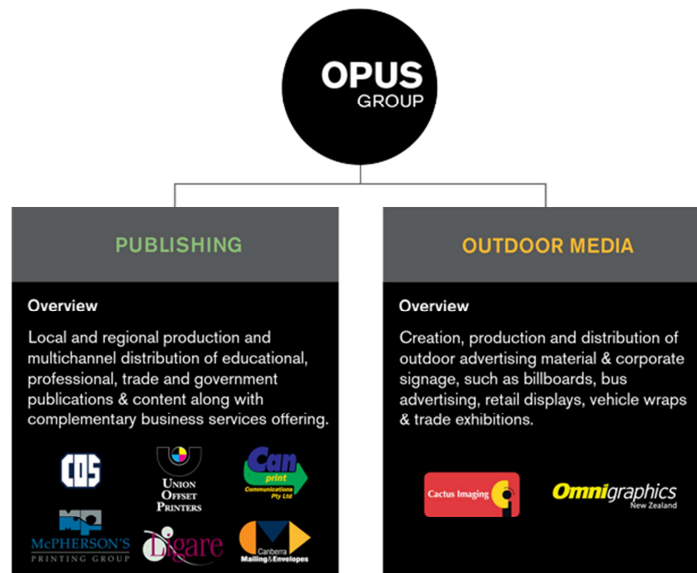 OPUS
GROUP
PUBLISHING
Overview
Local and regional production and
multichannel distribution of educational,
professional, trade and government
publications & content along with
complementary business services offering.
COS
UNION
OFFSET
PRINTERS
Can
print
Communications
Pty Ltd
MP
MCPHERSON'S
PRINTING GROUP
Ligare
Canberra
Mailing&Envelopes
OUTDOOR MEDIA
Overview
Creation, production and distribution of
outdoor advertising material & corporate
signage, such as billboards, bus
advertising, retail displays, vehicle wraps
& trade exhibitions.
Cactus Imaging
Omnigraphics
New Zealand